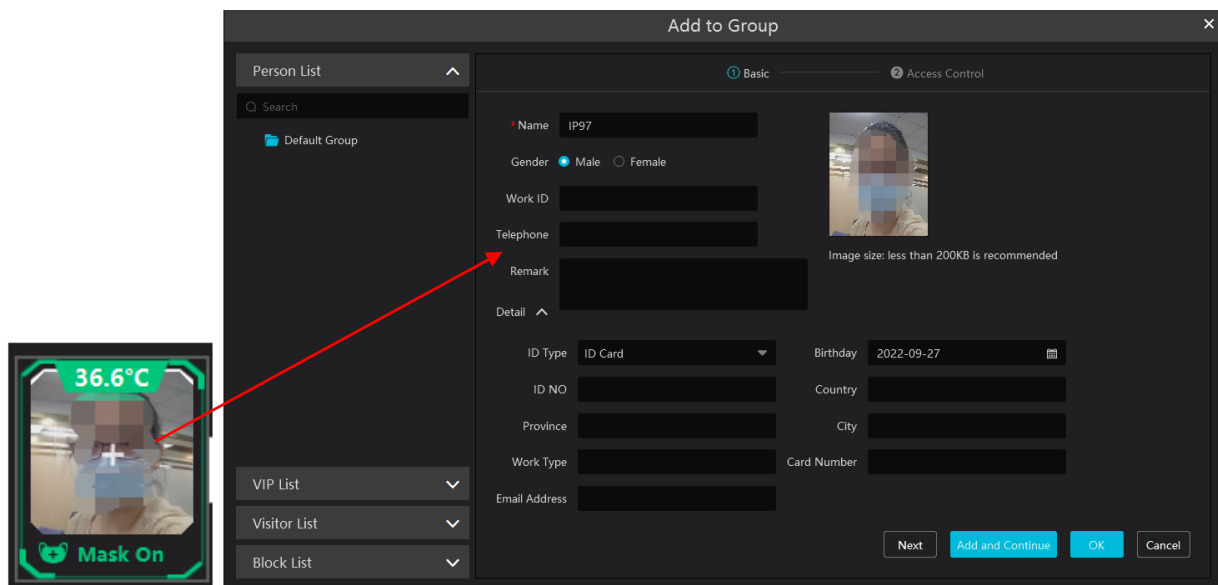 Add to Group
Person List
Search
Default Group
VIP List
Visitor List
Block List
1 Basic
2 Access Control
* Name IP97
Gender Male Female
Work ID
Telephone
Remark
Image size: less than 200KB is recommended
Detail
ID Type ID Card
Birthday 2022-09-27
ID NO
Country
Province
City
Work Type
Card Number
Email Address
Next
Add and Continue
OK
Cancel
36.6°C
Mask On